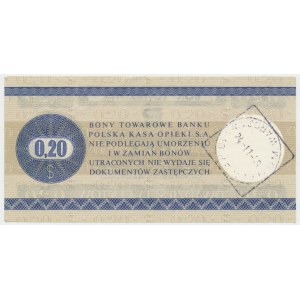 BONY TOWAROWE BANKU
POLSKA KASA OPIEKI S.A.
NIE PODLEGAJĄ UMORZENIU
I W ZAMIAN BONÓW
UTRACONYCH NIE WYDAJE SIĘ
DOKUMENTÓW ZASTĘPCZYCH
0,20
$